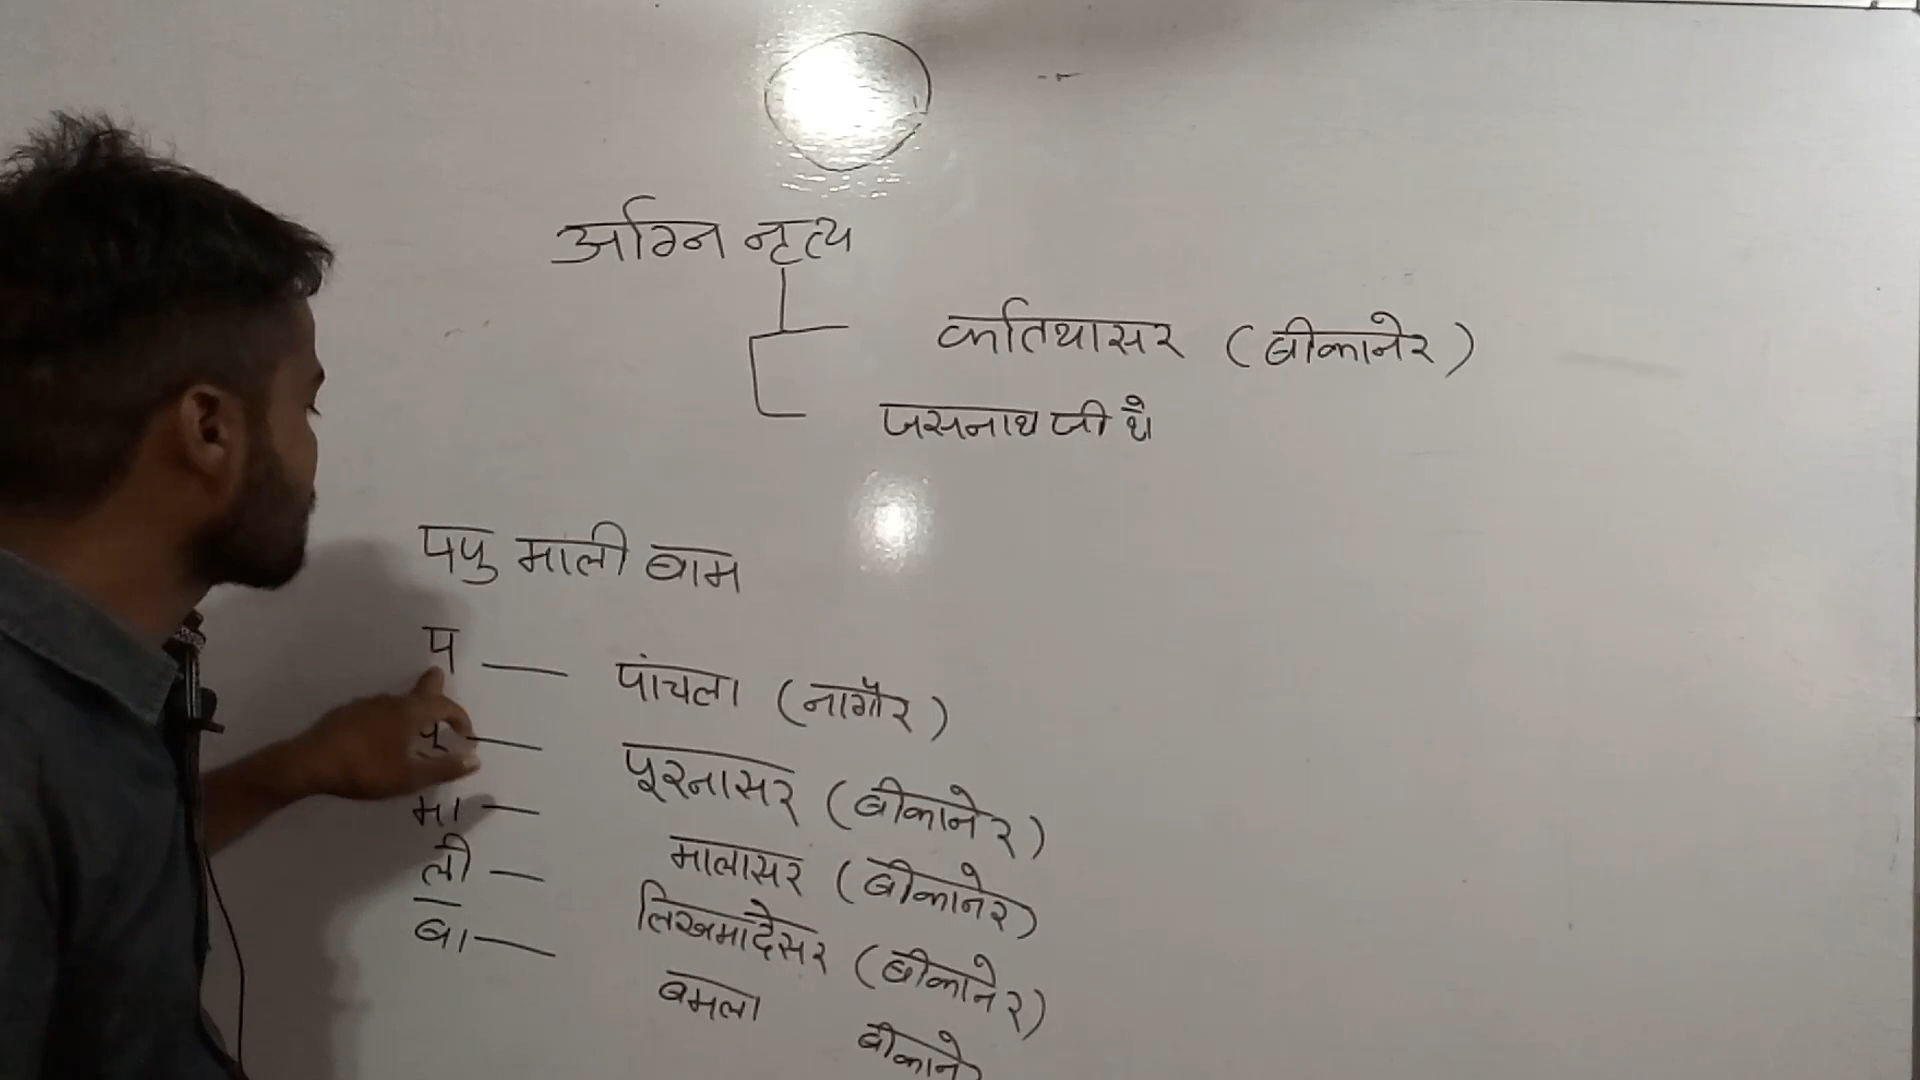 अग्नि नृत्य
कतिथासर (बीकानेर)
जसनाथ जी थे
पपु माली बाम
प — पांचला (नागौर)
पू — पूरनासर (बीकानेर)
मा — मालासर (बीकानेर)
ली — लिखमादेसर (बीकानेर)
बा — बमला बीकाने